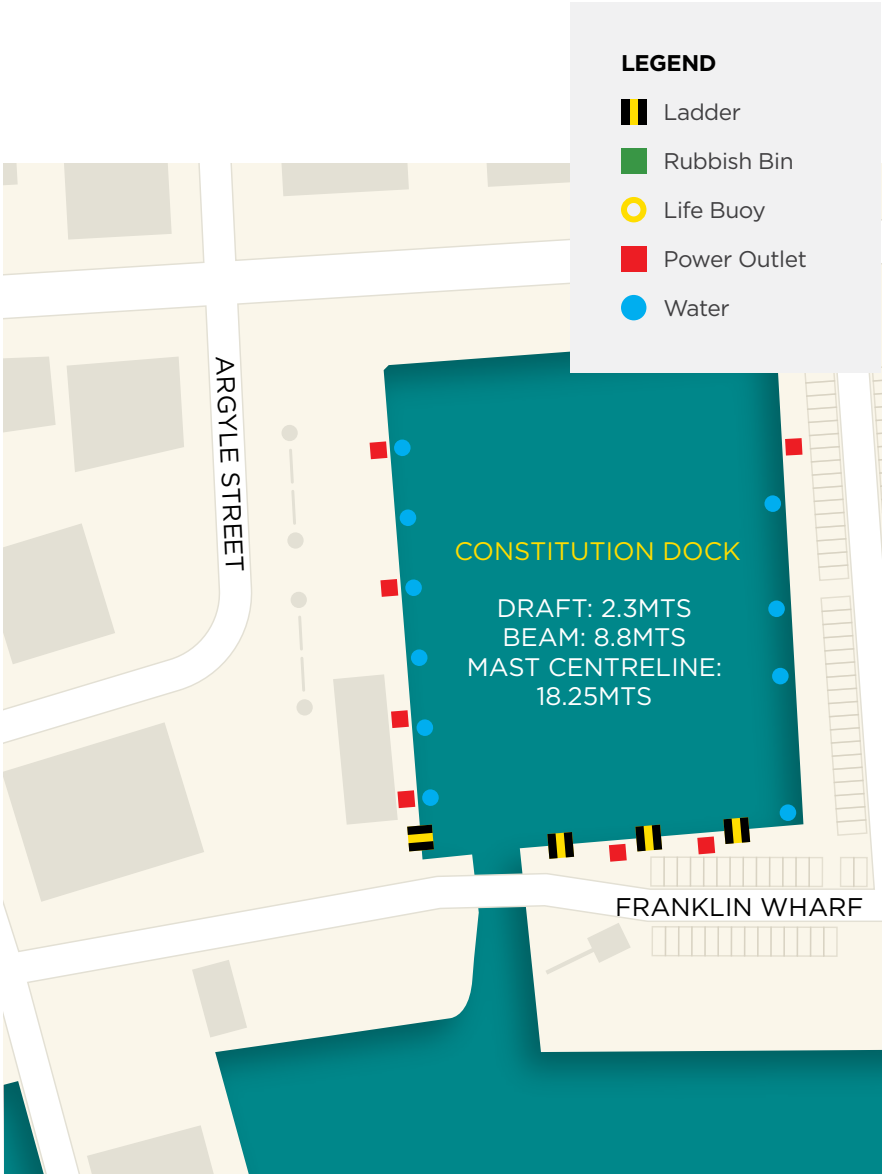 LEGEND
Ladder
Rubbish Bin
Life Buoy
Power Outlet
Water
ARGYLE STREET
CONSTITUTION DOCK
DRAFT: 2.3MTS
BEAM: 8.8MTS
MAST CENTRELINE:
18.25MTS
FRANKLIN WHARF